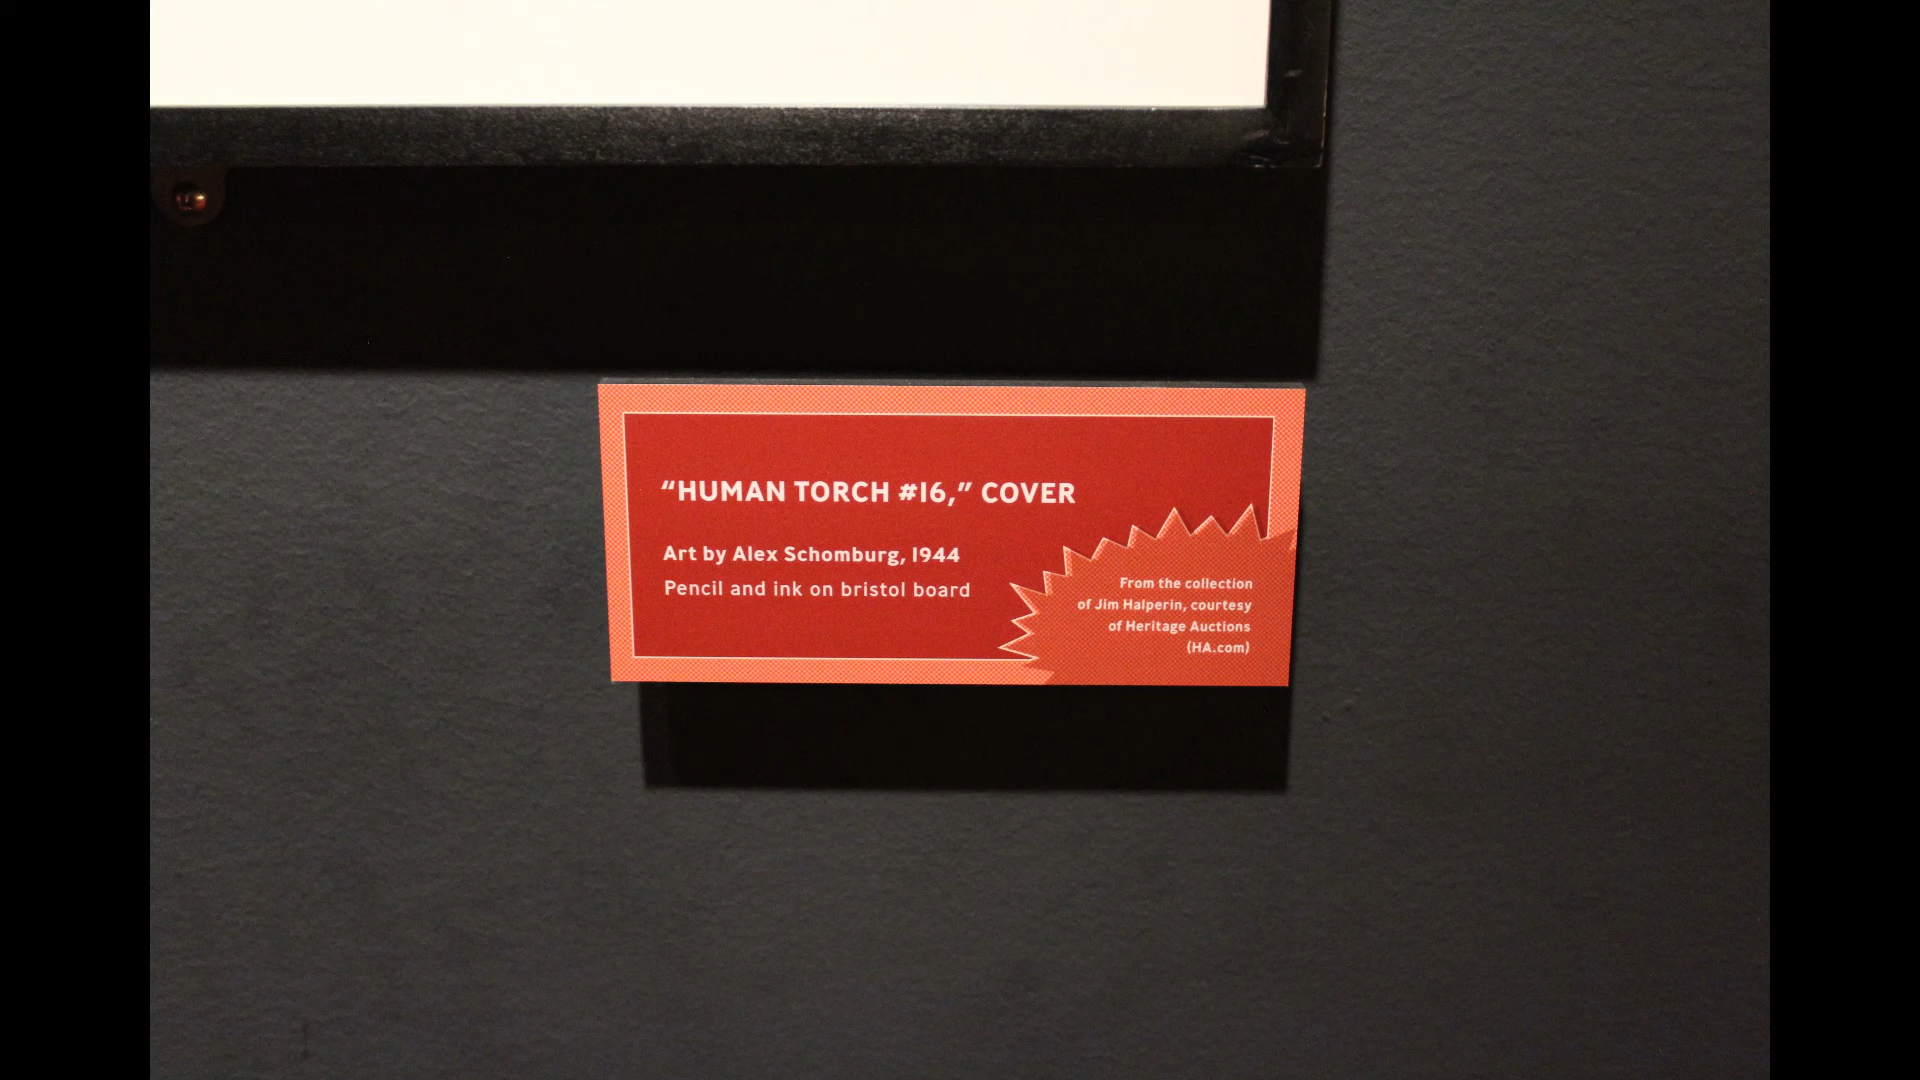 “HUMAN TORCH #16,” COVER
Art by Alex Schomburg, 1944
Pencil and ink on bristol board
From the collection
of Jim Halperin, courtesy
of Heritage Auctions
(HA.com)